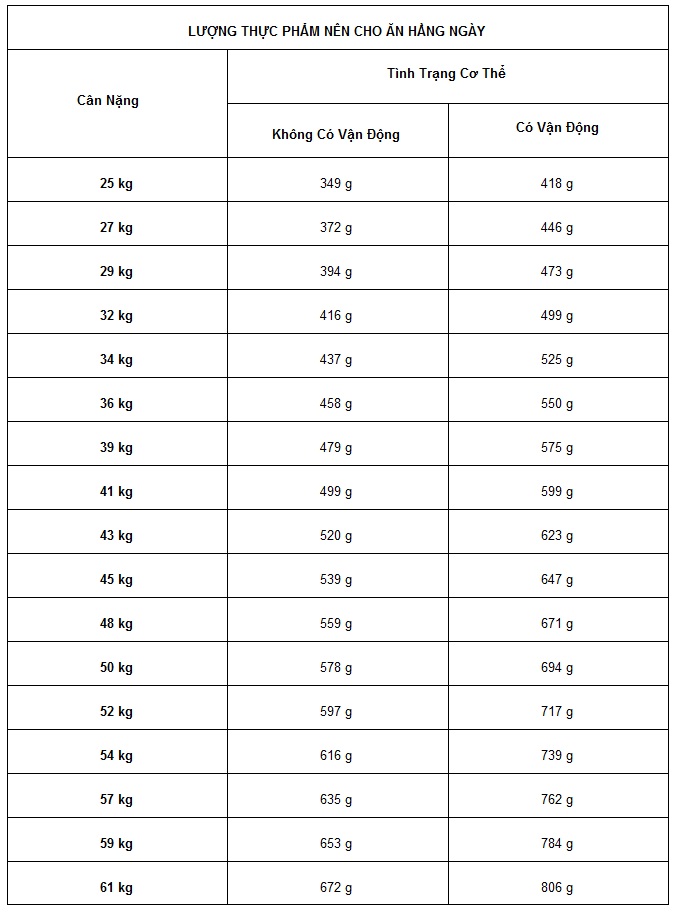 LƯỢNG THỰC PHẨM NÊN CHO ĂN HẰNG NGÀY
Cân Nặng
Tình Trạng Cơ Thể
Không Có Vận Động
Có Vận Động
25 kg 349 g 418 g
27 kg 372 g 446 g
29 kg 394 g 473 g
32 kg 416 g 499 g
34 kg 437 g 525 g
36 kg 458 g 550 g
39 kg 479 g 575 g
41 kg 499 g 599 g
43 kg 520 g 623 g
45 kg 539 g 647 g
48 kg 559 g 671 g
50 kg 578 g 694 g
52 kg 597 g 717 g
54 kg 616 g 739 g
57 kg 635 g 762 g
59 kg 653 g 784 g
61 kg 672 g 806 g